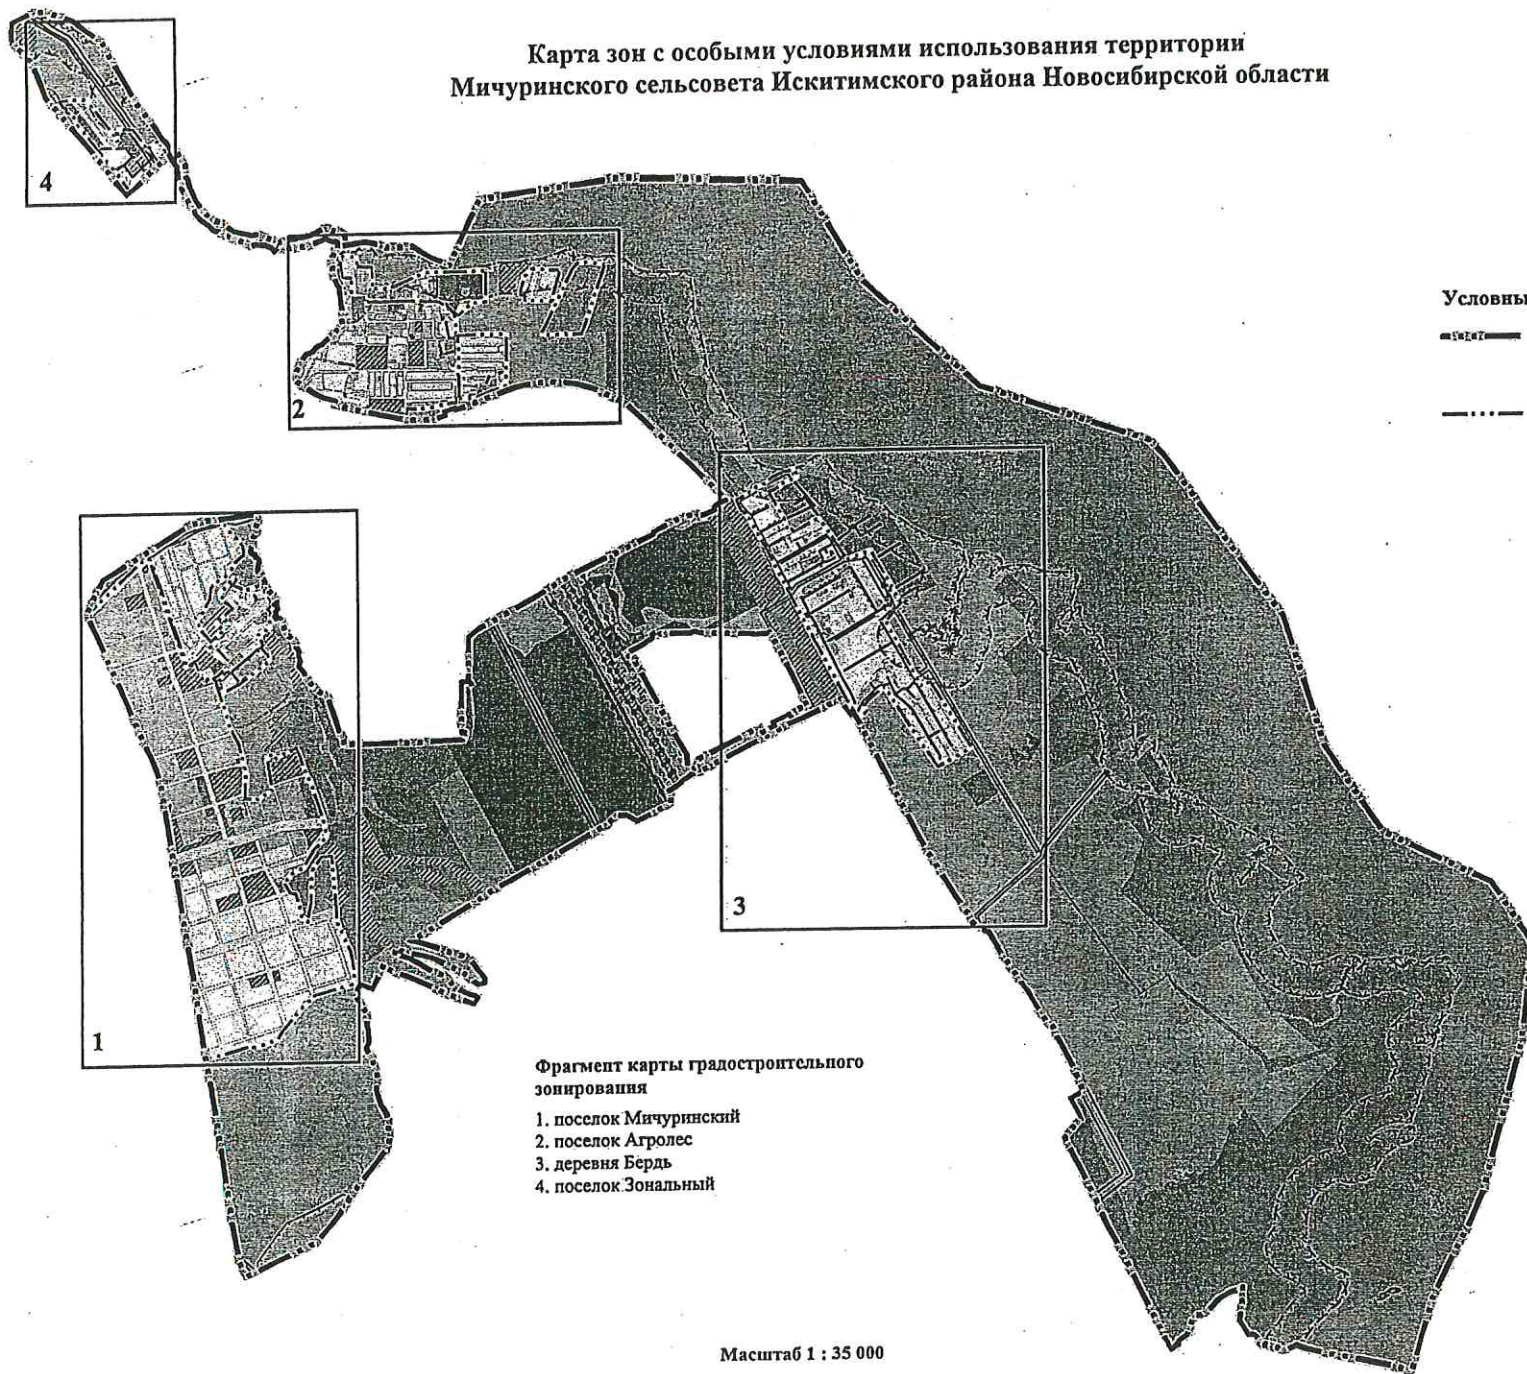 Карта зон с особыми условиями использования территории
Мичуринского сельсовета Искитимского района Новосибирской области
4
Условны
2
3
1
Фрагмент карты градостроительного
зонирования
1. поселок Мичуринский
2. поселок Агролес
3. деревня Бердь
4. поселок Зональный
Масштаб 1 : 35 000